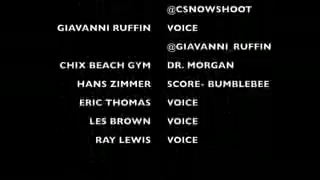 @CSNOWSHOOT
GIAVANNI RUFFIN VOICE
@GIAVANNI_RUFFIN
CHIX BEACH GYM DR. MORGAN
HANS ZIMMER SCORE- BUMBLEBEE
ERIC THOMAS VOICE
LES BROWN VOICE
RAY LEWIS VOICE